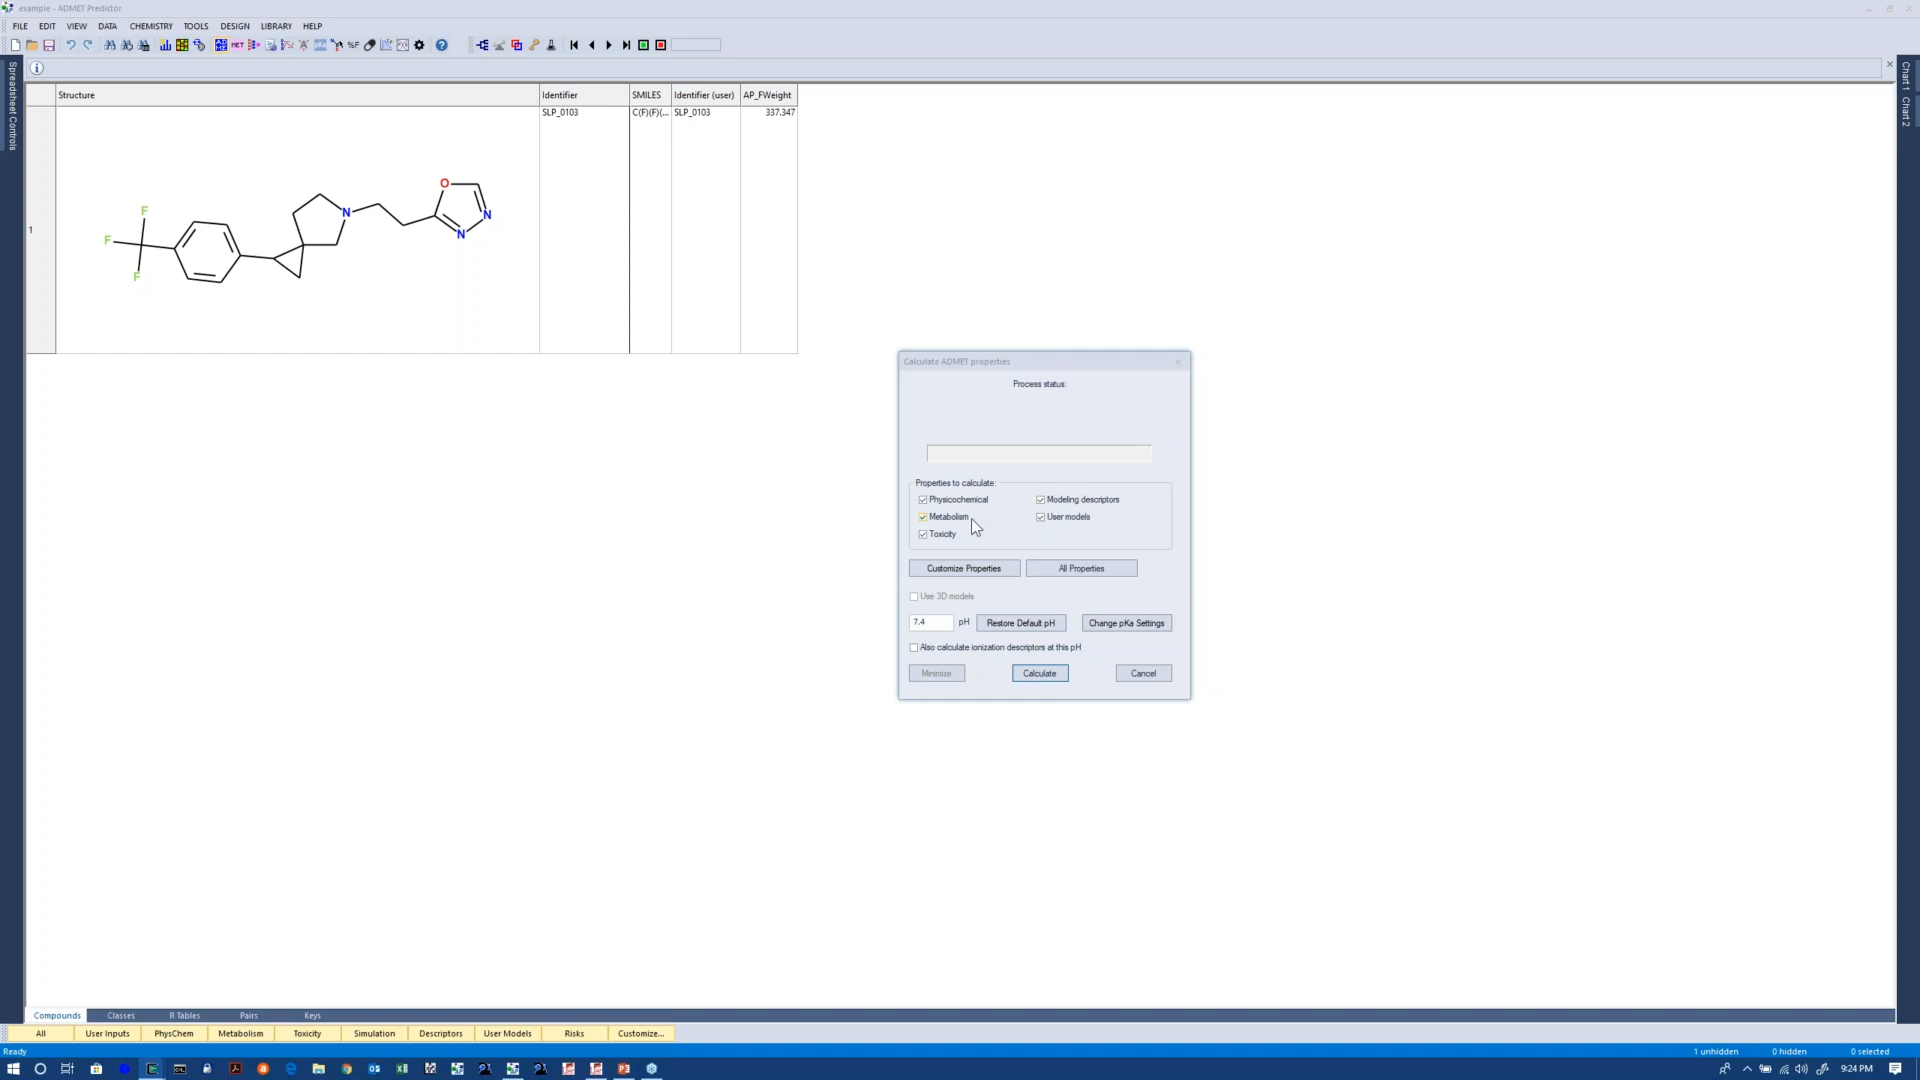 example - ADMET Predictor
FILE EDIT VIEW DATA CHEMISTRY TOOLS DESIGN LIBRARY HELP
MET %F
Spreadsheet Controls
Chart 1 Chart 2
Structure Identifier SMILES Identifier (user) AP_FWeight
1 SLP_0103 C(F)(F)(... SLP_0103 337.347
O
F N N
F N
F
Calculate ADMET properties
Process status:
Properties to calculate:
Physicochemical Modeling descriptors
Metabolism User models
Toxicity
Customize Properties All Properties
Use 3D models
7.4 pH Restore Default pH Change pKa Settings
Also calculate ionization descriptors at this pH
Minimize Calculate Cancel
Compounds Classes R Tables Pairs Keys
All User Inputs PhysChem Metabolism Toxicity Simulation Descriptors User Models Risks Customize...
Ready 1 unhidden 0 hidden 0 selected
9:24 PM